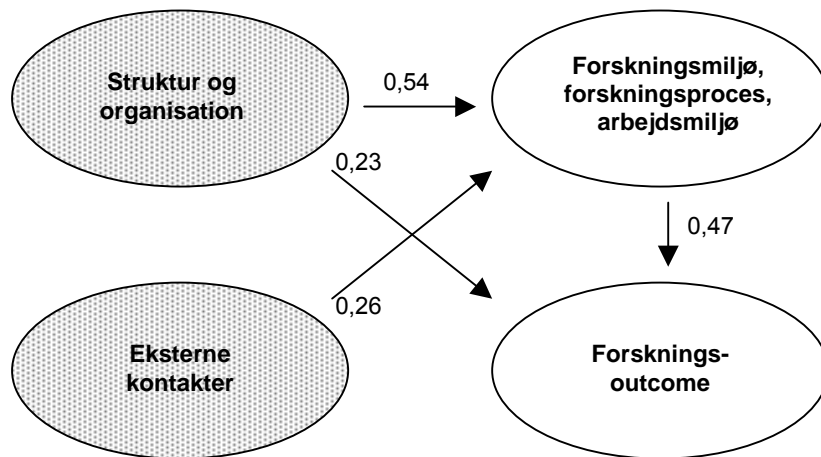 Struktur og
organisation
0,54
Forskningsmiljø,
forskningsproces,
arbejdsmiljø
0,23
0,47
0,26
Eksterne
kontakter
Forsknings-
outcome